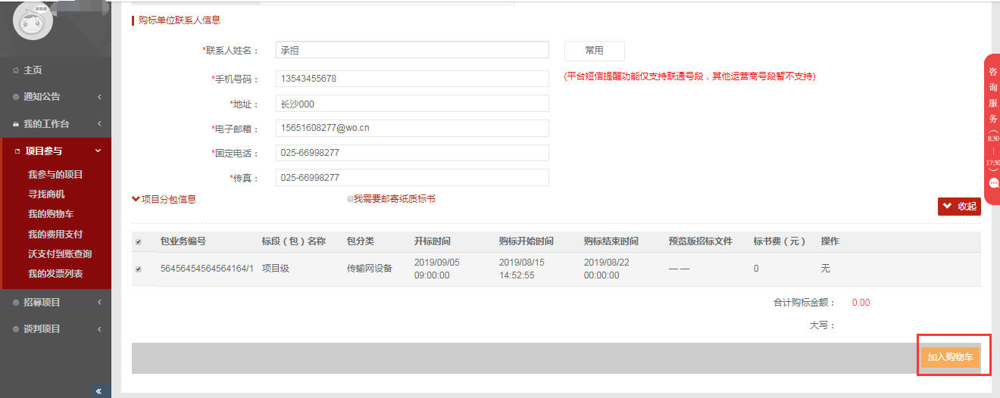 购标单位联系人信息
*联系人姓名： 承担 常用
*手机号码： 13543455678 (平台短信提醒功能仅支持联通号段，其他运营商号段暂不支持)
*地址： 长沙000
*电子邮箱： 15651608277@wo.cn
*固定电话： 025-66998277
*传真： 025-66998277
项目分包信息 我需要邮寄纸质标书
收起
包业务编号 标段（包）名称 包分类 开标时间 购标开始时间 购标结束时间 预览版招标文件 标书费（元） 操作
56456454564564164/1 项目级 传输网设备 2019/09/05 09:00:00 2019/08/15 14:52:55 2019/08/22 00:00:00 — — 0 无
合计购标金额： 0.00
大写：
加入购物车
主页
通知公告
我的工作台
项目参与
我参与的项目
寻找商机
我的购物车
我的费用支付
沃支付到账查询
我的发票列表
招募项目
谈判项目
咨询服务（8:30—17:30）